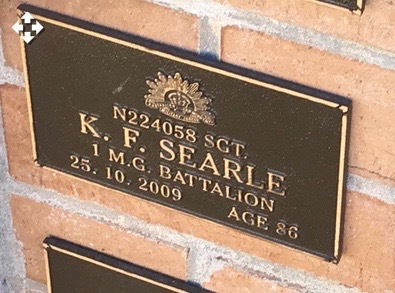 N224058 SGT.
K. F. SEARLE
1 M.G. BATTALION
25. 10. 2009 AGE 86